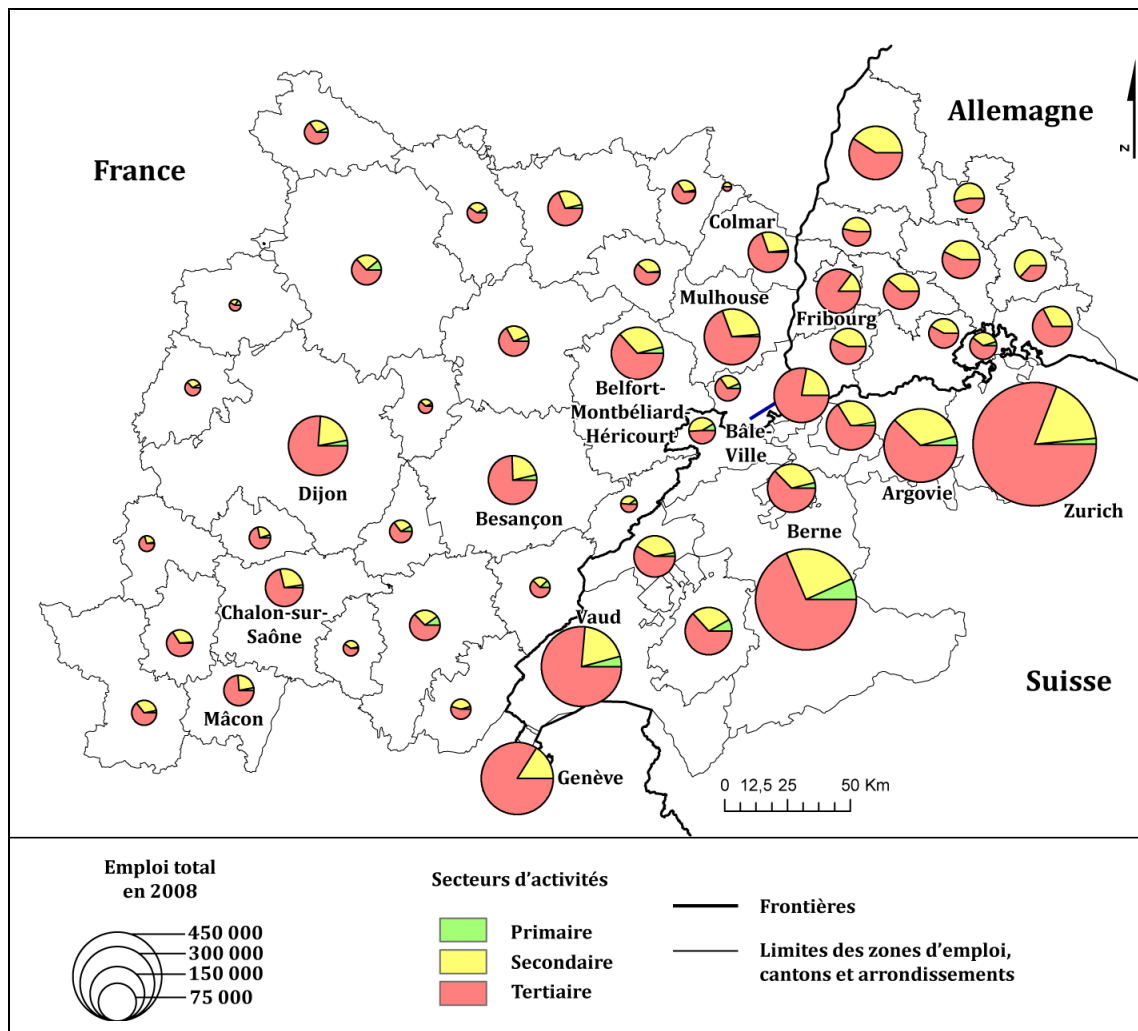 Allemagne
N
France
Colmar
Mulhouse
Fribourg
Belfort-
Montbéliard
Héricourt
Bâle-
Ville
Dijon
Besançon
Argovie
Zurich
Berne
Chalon-sur-
Saône
Vaud
Suisse
Mâcon
Genève
0 12,5 25 50 Km
Emploi total
en 2008
450 000
300 000
150 000
75 000
Secteurs d'activités
Primaire
Secondaire
Tertiaire
Frontières
Limites des zones d'emploi,
cantons et arrondissements